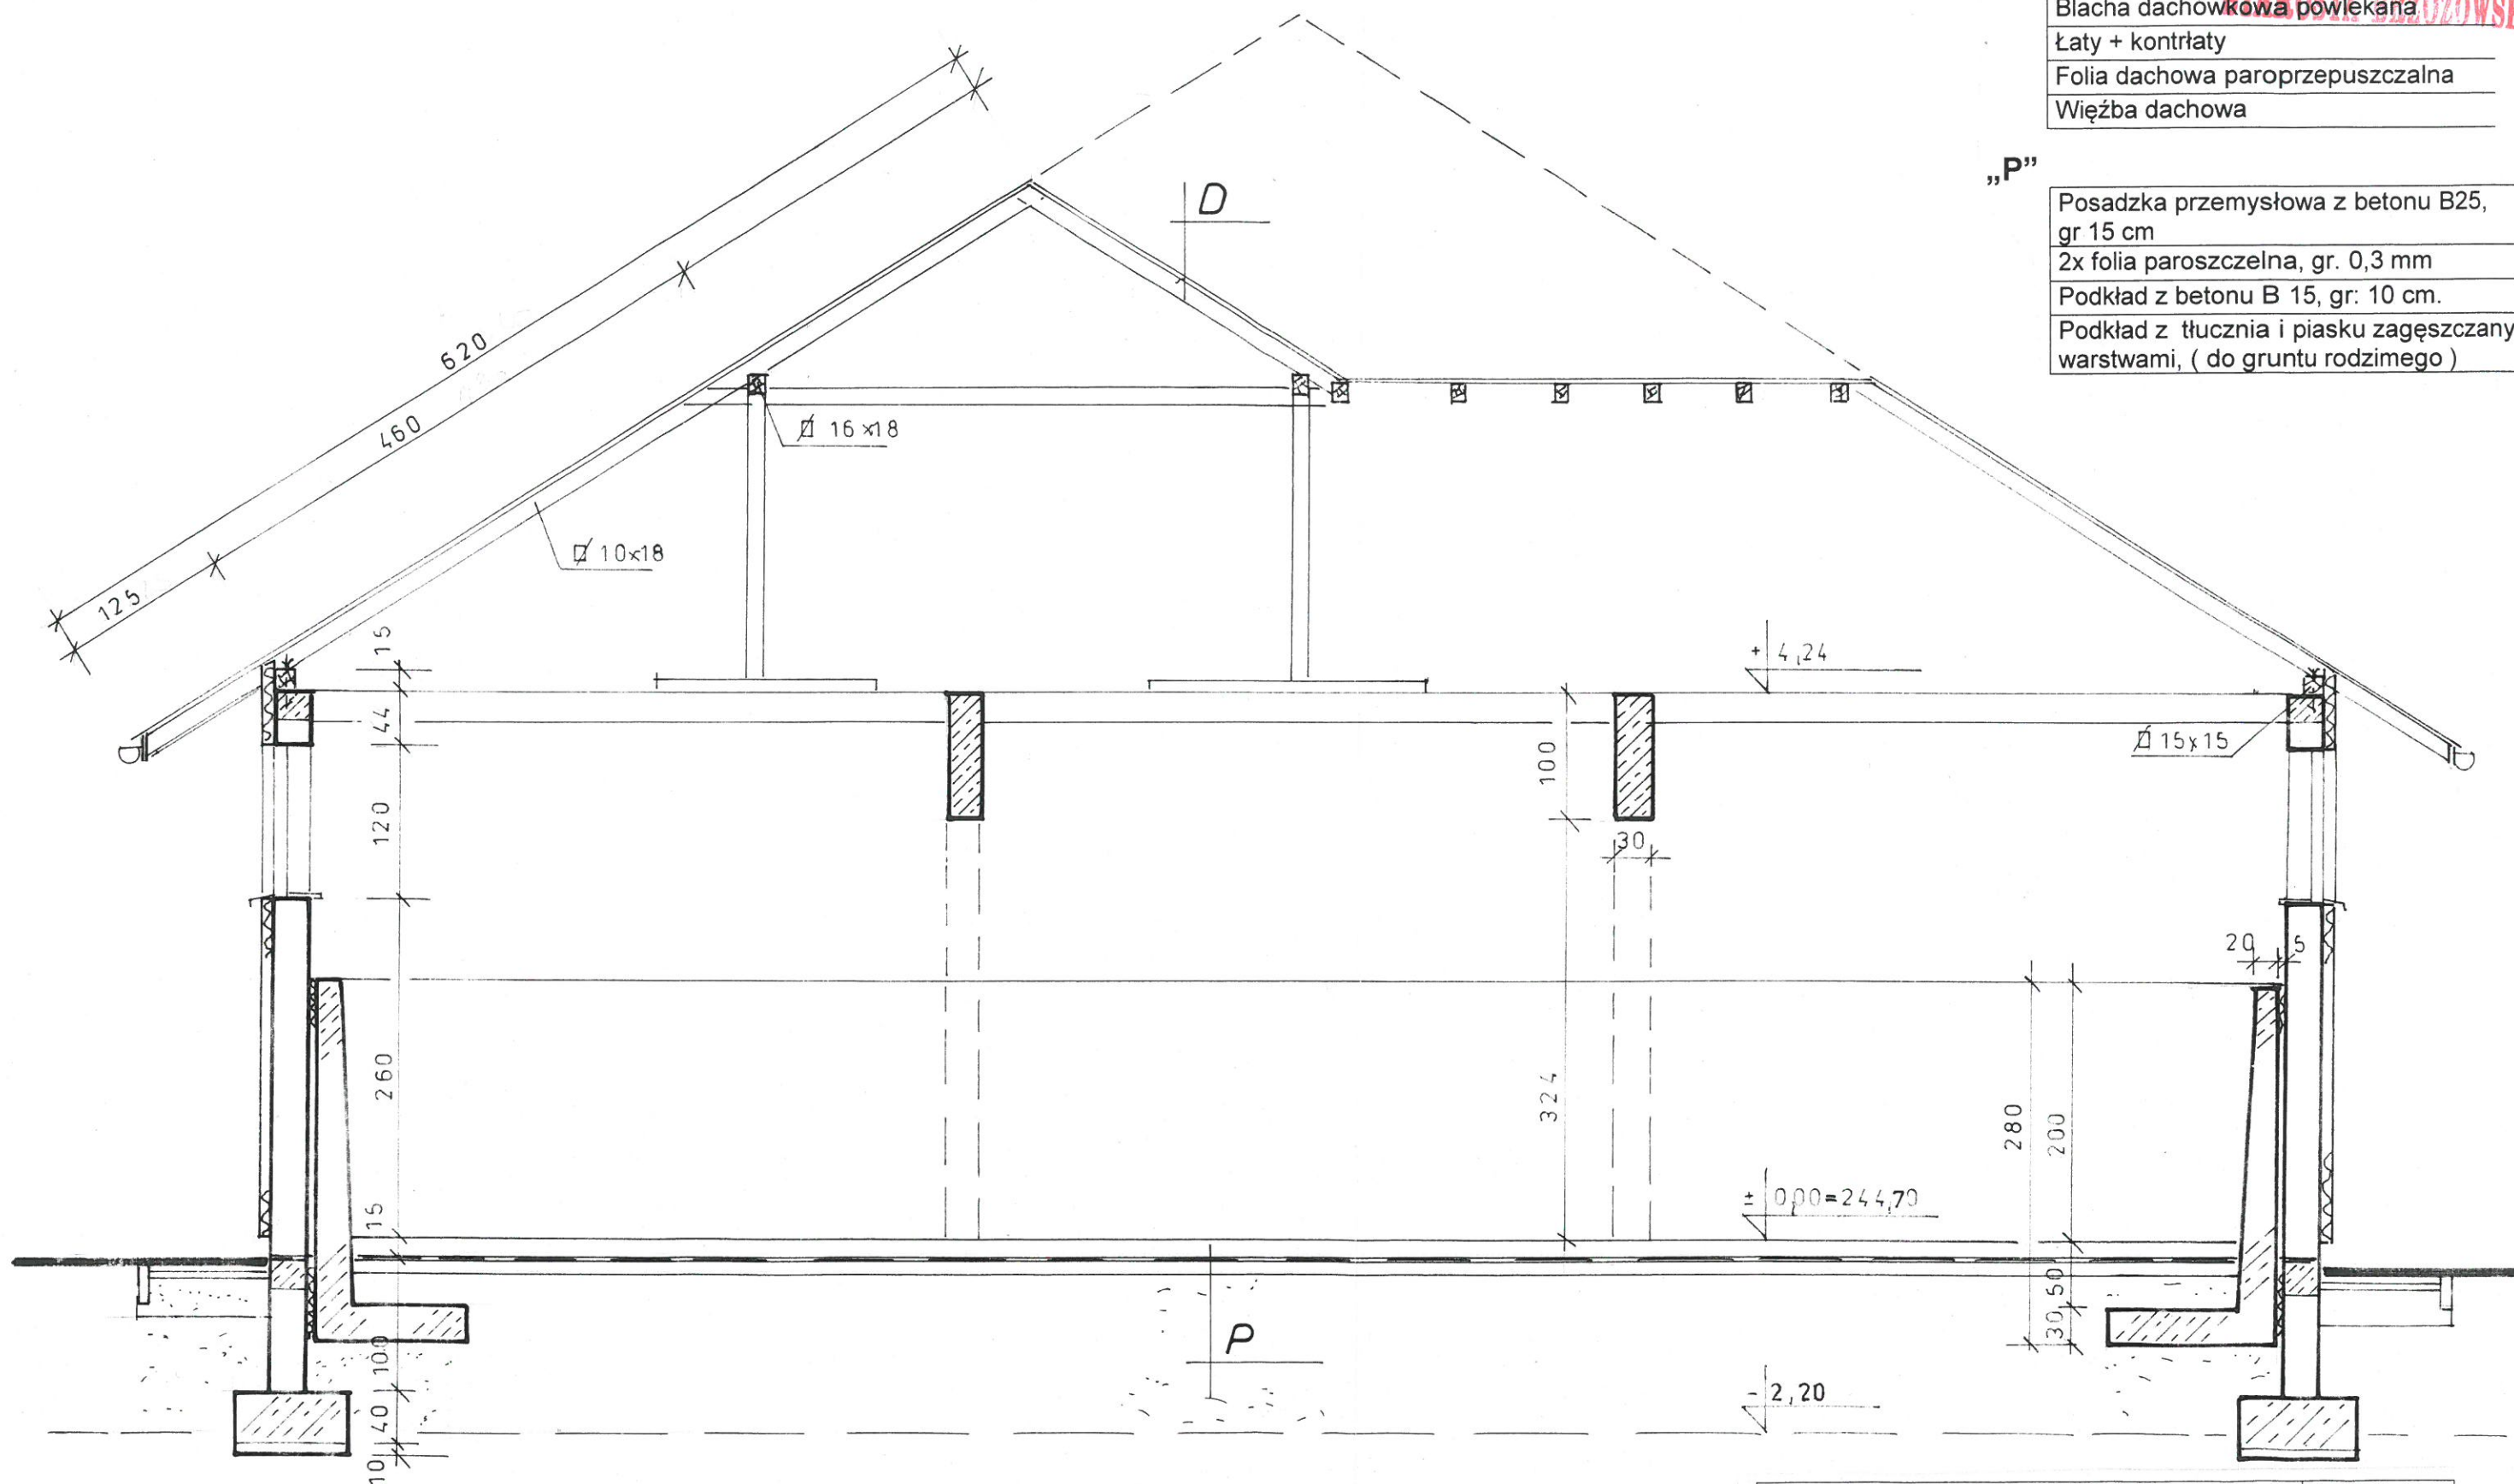 Blacha dachówkowa powlekana
Łaty + kontrłaty
Folia dachowa paroprzepuszczalna
Więźba dachowa
„P”
Posadzka przemysłowa z betonu B25,
gr 15 cm
2x folia paroszczelna, gr. 0,3 mm
Podkład z betonu B 15, gr: 10 cm.
Podkład z tłucznia i piasku zagęszczany
warstwami, ( do gruntu rodzimego )
D
620
460
125
16x18
10x18
15
44
120
260
15
100
40
10
+ 4,24
15x15
100
30
324
20
5
280
200
50
30
± 0,00=244,70
P
- 2,20